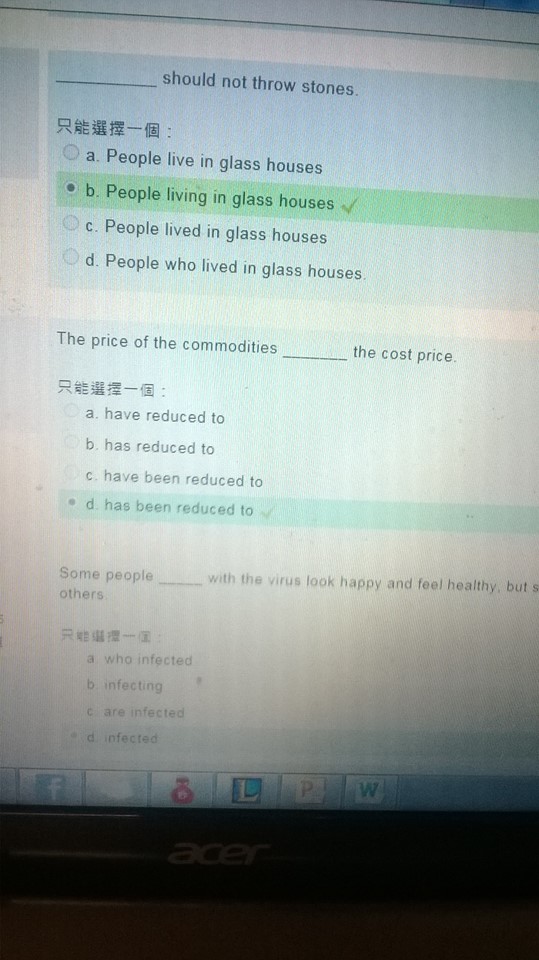 __________ should not throw stones.
只能選擇一個：
a. People live in glass houses
b. People living in glass houses
c. People lived in glass houses
d. People who lived in glass houses.
The price of the commodities ______ the cost price.
只能選擇一個：
a. have reduced to
b. has reduced to
c. have been reduced to
d. has been reduced to
Some people _____ with the virus look happy and feel healthy, but s
others.
只能選擇一個：
a. who infected
b. infecting
c. are infected
d. infected
f L P W
acer